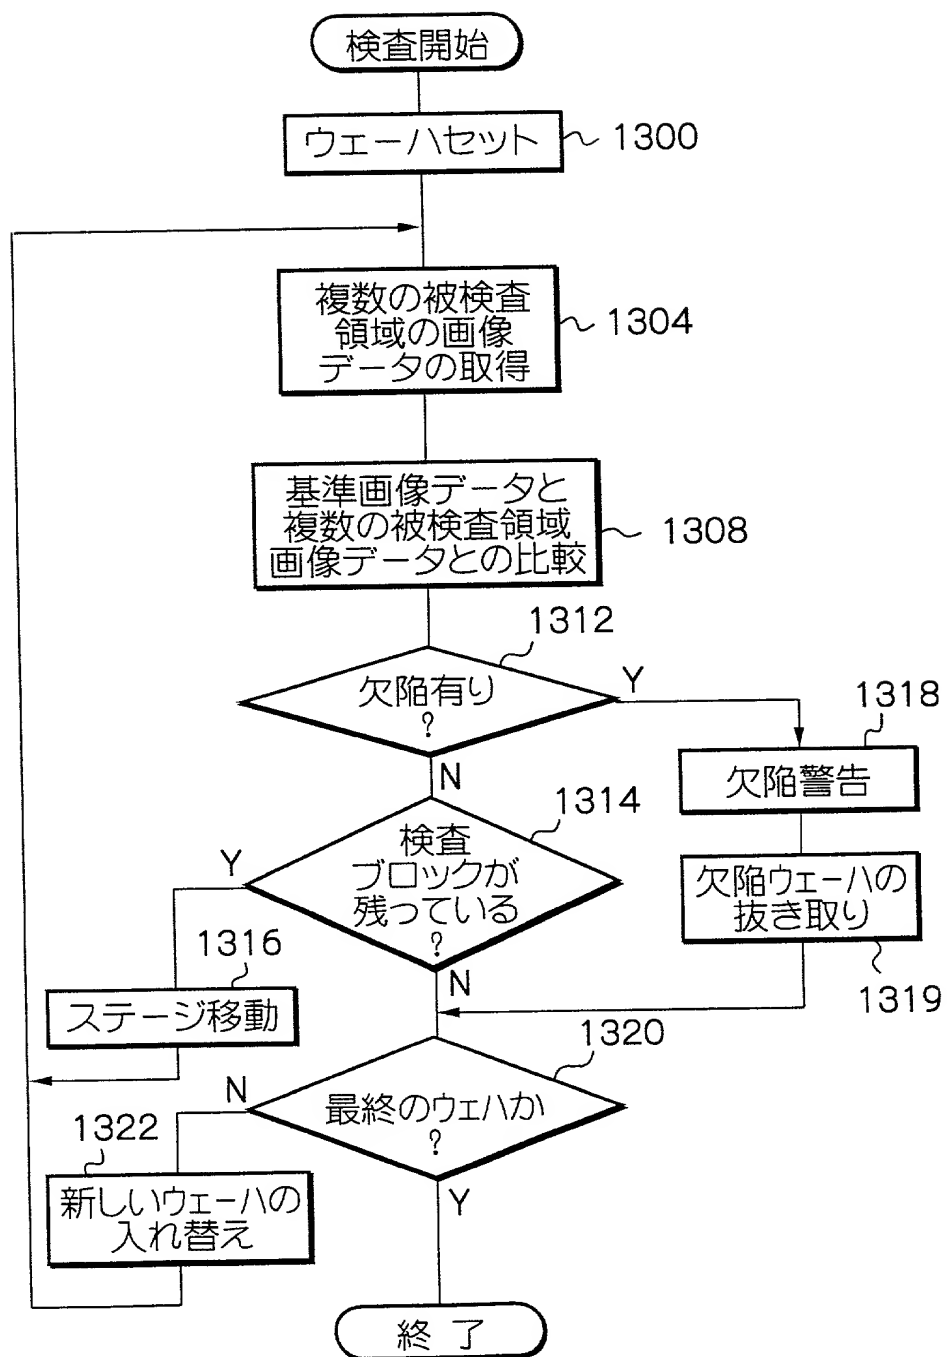 検査開始
ウェーハセット
1300
複数の被検査
領域の画像
データの取得
1304
基準画像データと
複数の被検査領域
画像データとの比較
1308
1312
欠陥有り
?
Y
N
1318
欠陥警告
1314
検査
ブロックが
残っている
?
Y
N
欠陥ウェーハの
抜き取り
1319
1316
ステージ移動
1320
最終のウェハか
?
N
Y
1322
新しいウェーハの
入れ替え
終了